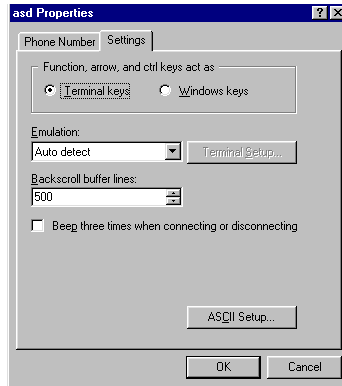 asd Properties
Phone Number Settings
Function, arrow, and ctrl keys act as
Terminal keys Windows keys
Emulation:
Auto detect Terminal Setup...
Backscroll buffer lines:
500
Beep three times when connecting or disconnecting
ASCII Setup...
OK Cancel